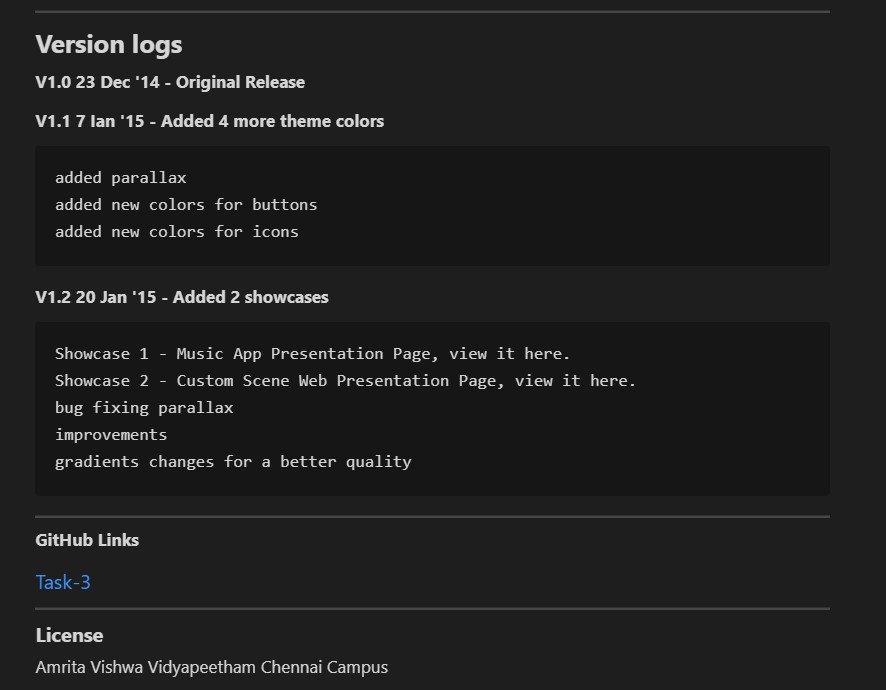 Version logs
V1.0 23 Dec '14 - Original Release
V1.1 7 Ian '15 - Added 4 more theme colors
added parallax
added new colors for buttons
added new colors for icons
V1.2 20 Jan '15 - Added 2 showcases
Showcase 1 - Music App Presentation Page, view it here.
Showcase 2 - Custom Scene Web Presentation Page, view it here.
bug fixing parallax
improvements
gradients changes for a better quality
GitHub Links
Task-3
License
Amrita Vishwa Vidyapeetham Chennai Campus